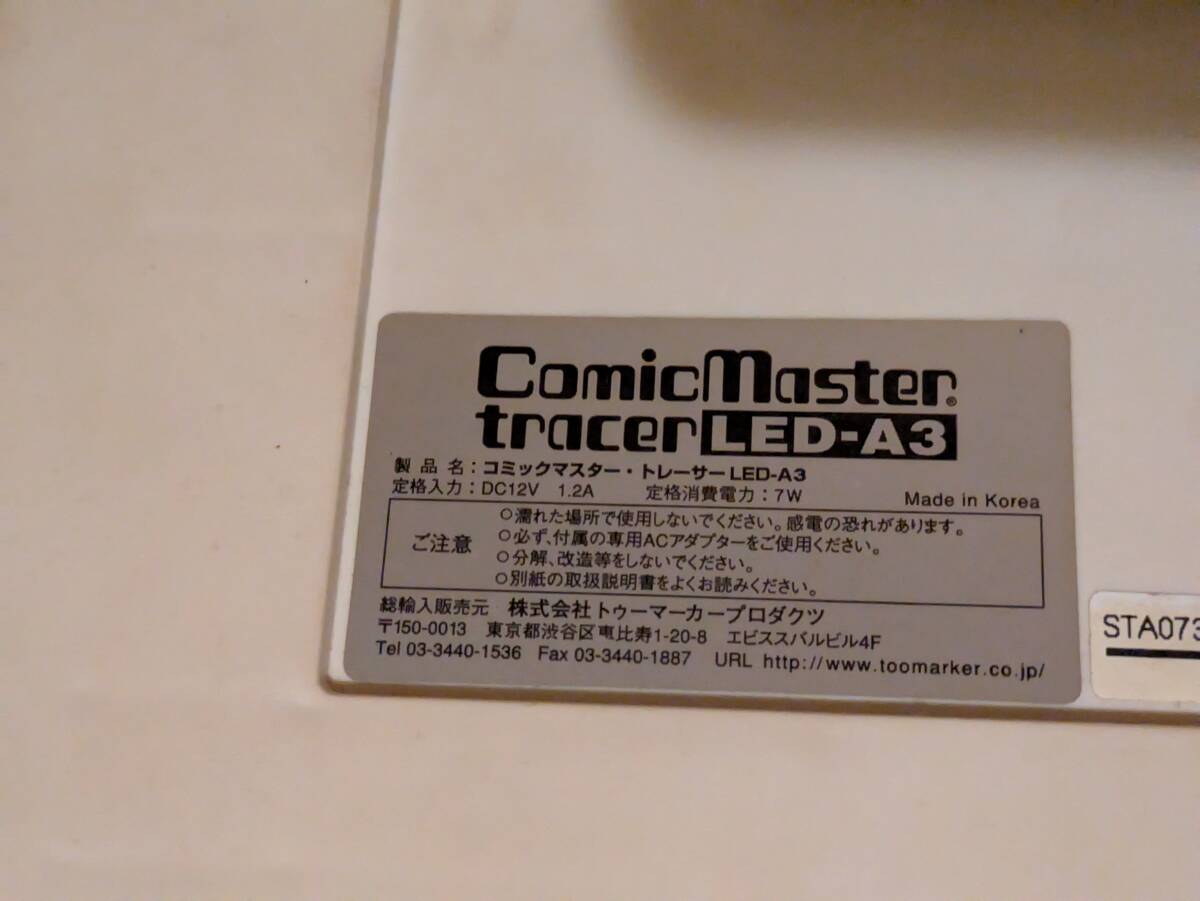 ComicMaster®
tracer LED-A3
製品名:コミックマスター・トレーサーLED-A3
定格入力:DC12V 1.2A 定格消費電力:7W Made in Korea
ご注意
○濡れた場所で使用しないでください。感電の恐れがあります。
○必ず、付属の専用ACアダプターをご使用ください。
○分解、改造等をしないでください。
○別紙の取扱説明書をよくお読みください。
総輸入販売元 株式会社トゥーマーカープロダクツ
〒150-0013 東京都渋谷区恵比寿1-20-8 エビススバルビル4F
Tel 03-3440-1536 Fax 03-3440-1887 URL http://www.toomarker.co.jp/
STA073